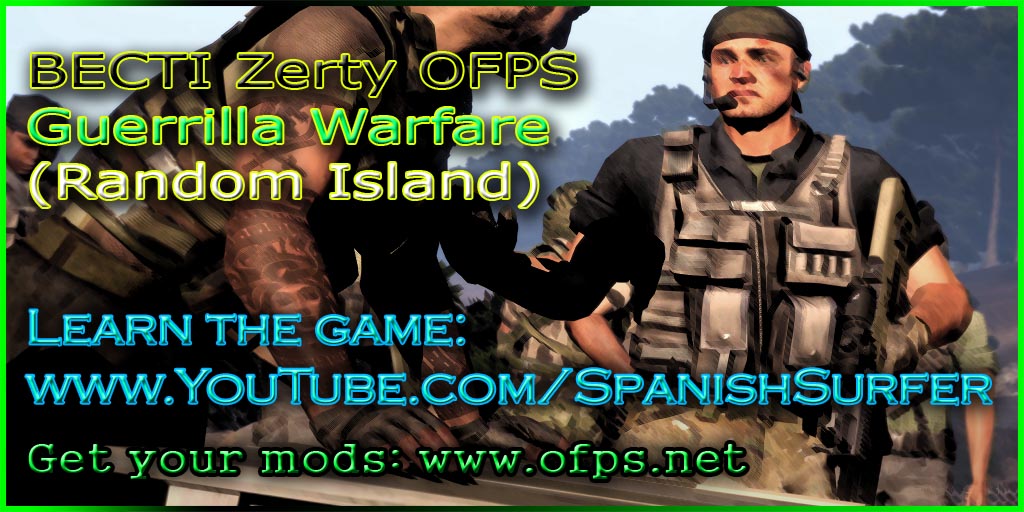 BECTI Zerty OFPS
Guerrilla Warfare
(Random Island)
Learn the game:
www.YouTube.com/SpanishSurfer
Get your mods: www.ofps.net